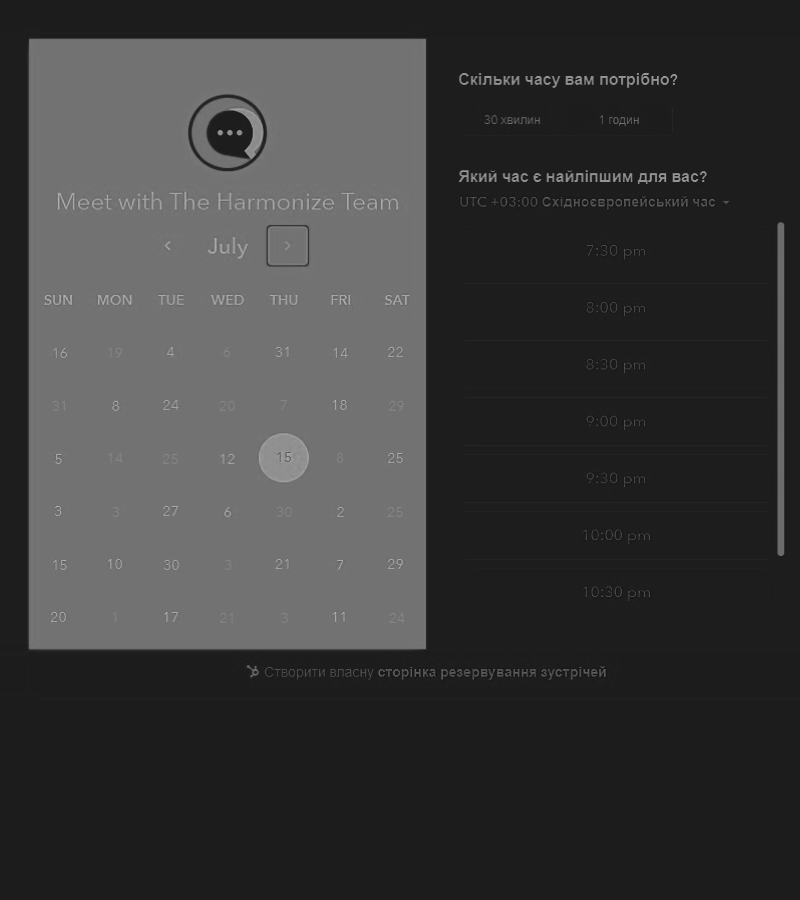 Meet with The Harmonize Team
July
SUN MON TUE WED THU FRI SAT
16 19 4 6 31 14 22
31 8 24 20 7 18 29
5 14 25 12 15 8 25
3 3 27 6 30 2 25
15 10 30 3 21 7 29
20 1 17 21 3 11 24
Скільки часу вам потрібно?
30 хвилин 1 годин
Який час є найліпшим для вас?
UTC +03:00 Східноєвропейський час
7:30 pm
8:00 pm
8:30 pm
9:00 pm
9:30 pm
10:00 pm
10:30 pm
Створити власну сторінка резервування зустрічей